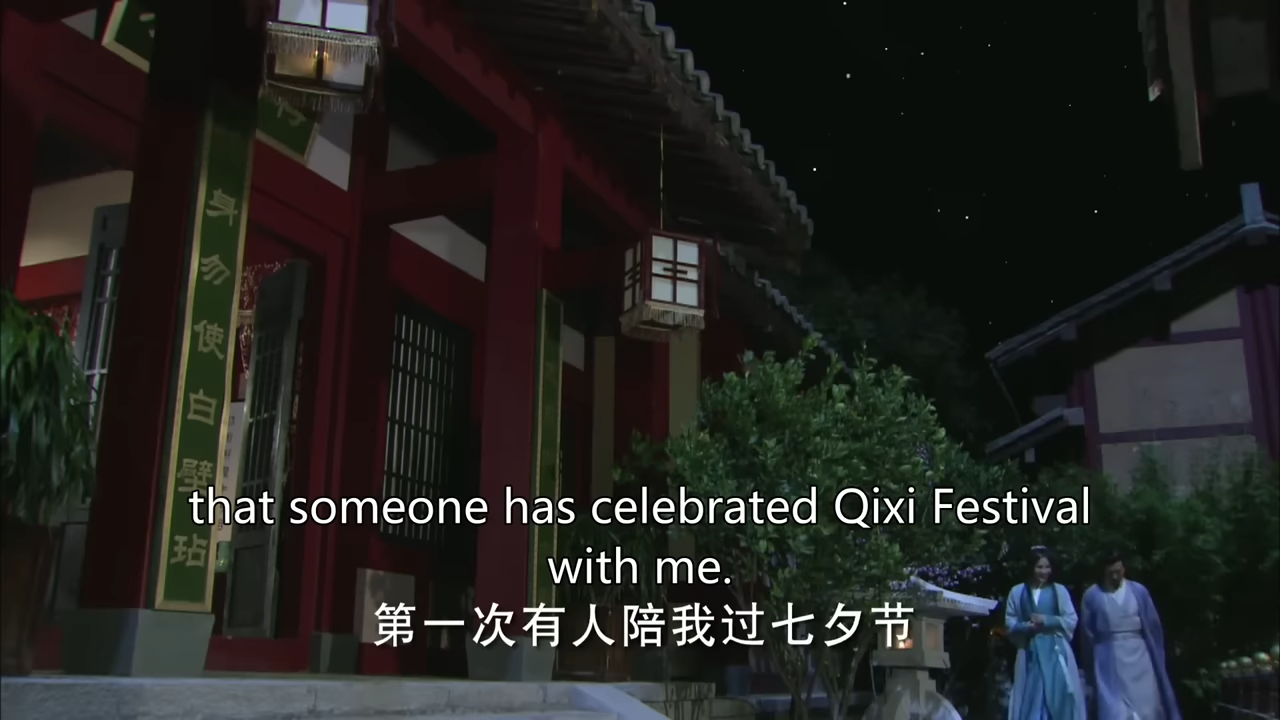 身勿使白璧玷
that someone has celebrated Qixi Festival
with me.
第一次有人陪我过七夕节